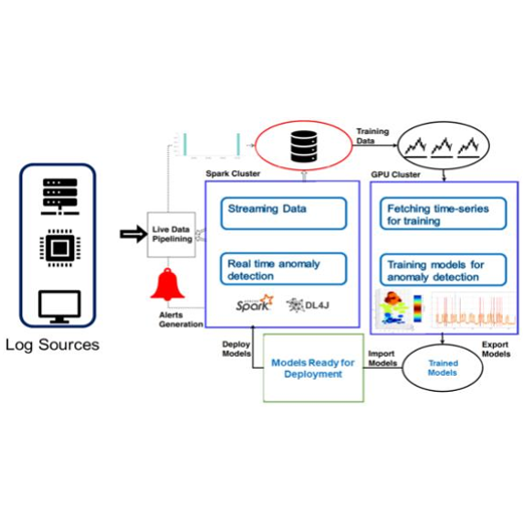 Training
Data
Spark Cluster
GPU Cluster
Streaming Data
Fetching time-series
for training
Live Data
Pipelining
Real time anomaly
detection
Training models for
anomaly detection
Spark
DL4J
Alerts
Generation
Log Sources
Deploy
Models
Models Ready for
Deployment
Import
Models
Trained
Models
Export
Models